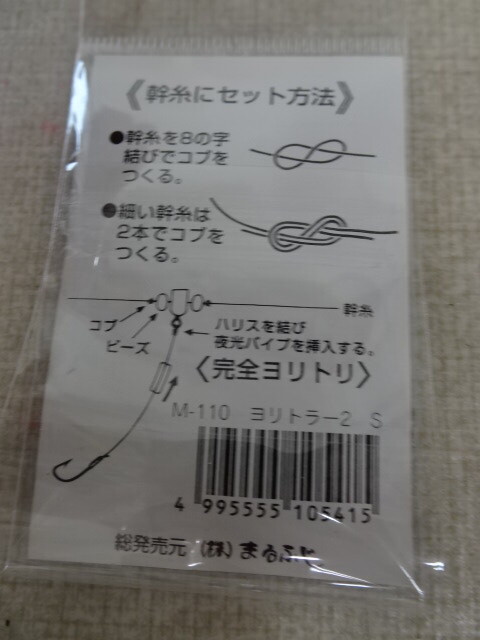 《幹糸にセット方法》
●幹糸を8の字
結びでコブを
つくる。
●細い幹糸は
2本でコブを
つくる。
幹糸
コブ
ビーズ
ハリスを結び
夜光パイプを挿入する。
〈完全ヨリトリ〉
M-110 ヨリトラー2 S
4 995555 105415
総発売元 (株)まるふじ